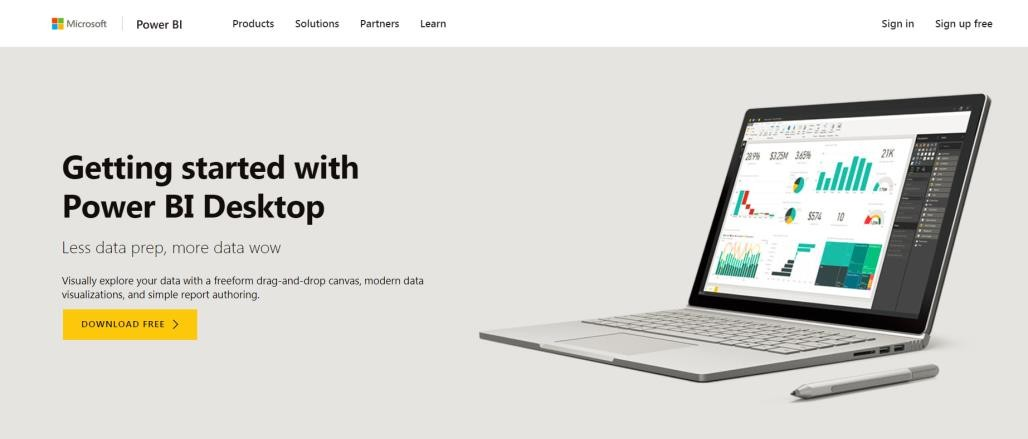 Microsoft Power BI Products Solutions Partners Learn Sign in Sign up free
Getting started with
Power BI Desktop
Less data prep, more data wow
Visually explore your data with a freeform drag-and-drop canvas, modern data
visualizations, and simple report authoring.
DOWNLOAD FREE
28.9% $3.25M 3.65% 21K
$574 10